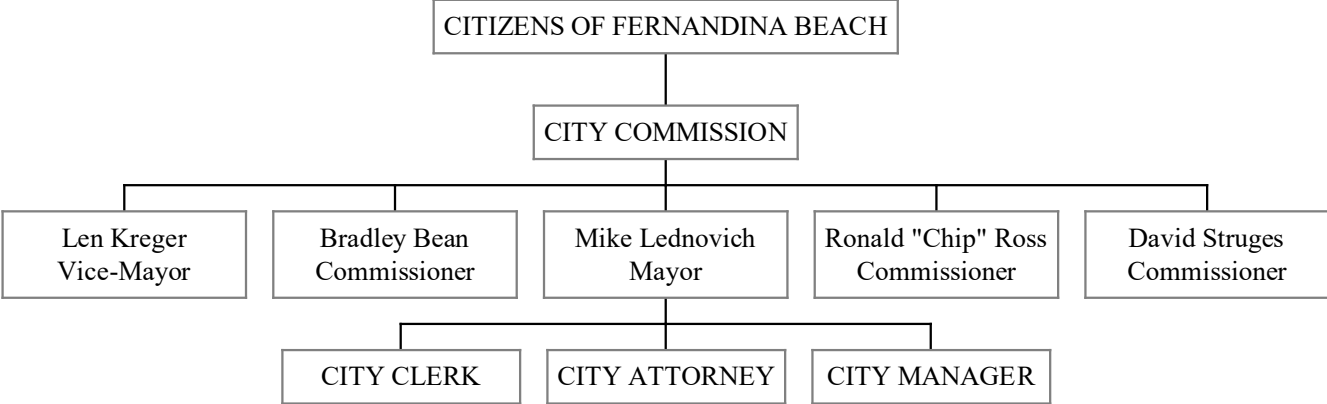 CITIZENS OF FERNANDINA BEACH
CITY COMMISSION
Len Kreger
Vice-Mayor
Bradley Bean
Commissioner
Mike Lednovich
Mayor
Ronald "Chip" Ross
Commissioner
David Struges
Commissioner
CITY CLERK
CITY ATTORNEY
CITY MANAGER